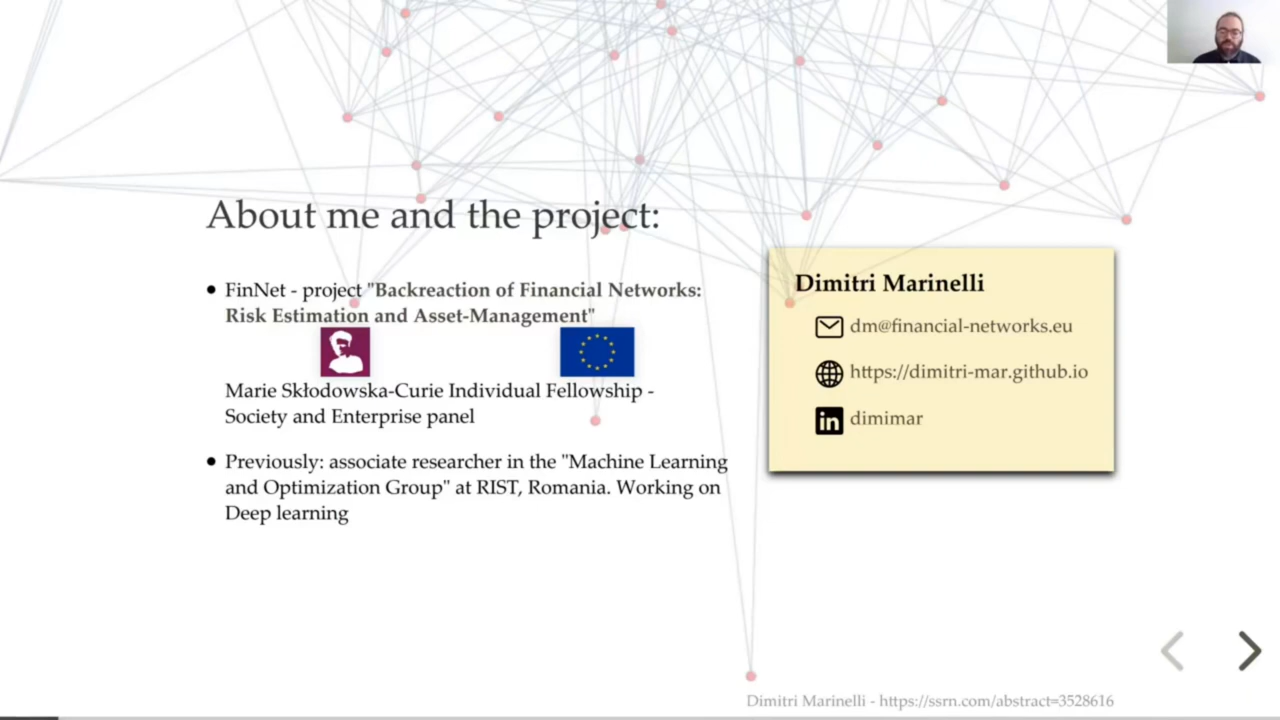 About me and the project:
• FinNet - project "Backreaction of Financial Networks:
Risk Estimation and Asset-Management"
Marie Skłodowska-Curie Individual Fellowship -
Society and Enterprise panel
• Previously: associate researcher in the "Machine Learning
and Optimization Group" at RIST, Romania. Working on
Deep learning
Dimitri Marinelli
dm@financial-networks.eu
https://dimitri-mar.github.io
in dimimar
Dimitri Marinelli - https://ssrn.com/abstract=3528616